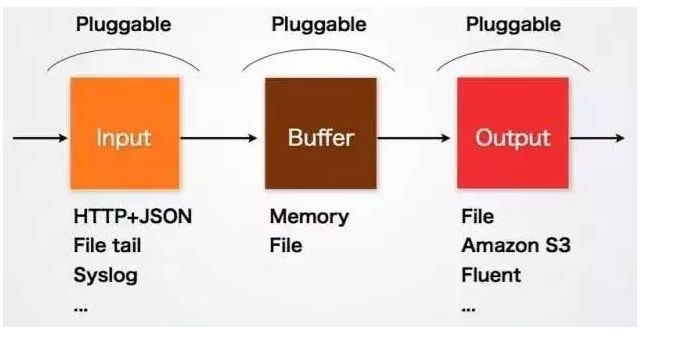 Pluggable
Pluggable
Pluggable
Input
Buffer
Output
HTTP+JSON
File tail
Syslog
...
Memory
File
File
Amazon S3
Fluent
...